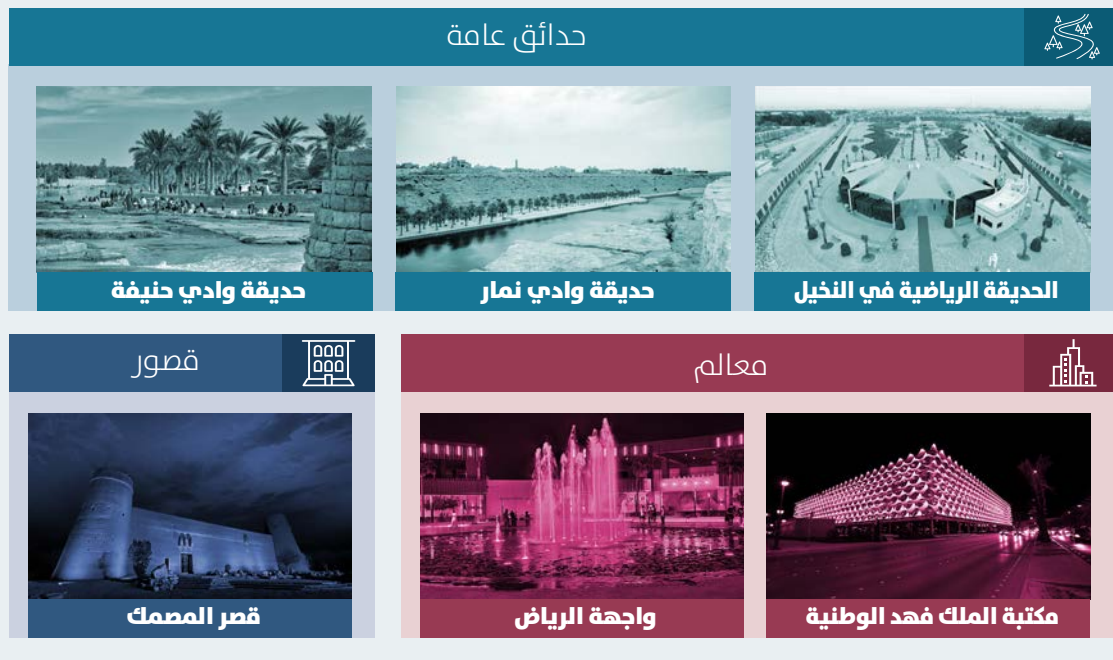 حدائق عامة
الحديقة الرياضية في النخيل
حديقة وادي نمار
حديقة وادي حنيفة
معالم
مكتبة الملك فهد الوطنية
واجهة الرياض
قصور
قصر المصمك